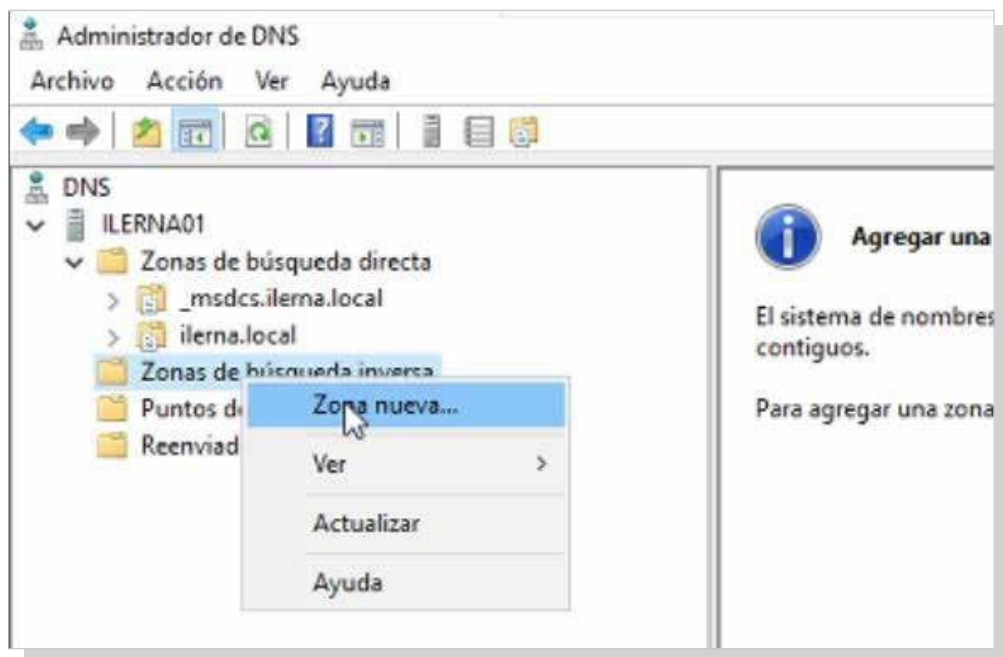 Administrador de DNS
Archivo Acción Ver Ayuda
DNS
ILERNA01
Zonas de búsqueda directa
_msdcs.ilerna.local
ilerna.local
Zonas de búsqueda inversa
Puntos d
Reenviad
Zona nueva...
Ver
Actualizar
Ayuda
Agregar una
El sistema de nombres
contiguos.
Para agregar una zona